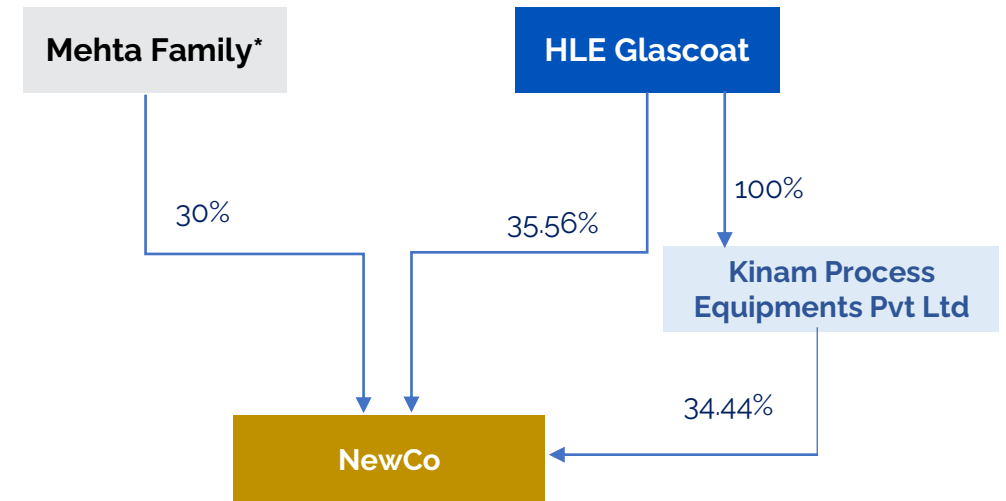 Mehta Family*
HLE Glascoat
30%
35.56%
100%
Kinam Process
Equipments Pvt Ltd
34.44%
NewCo